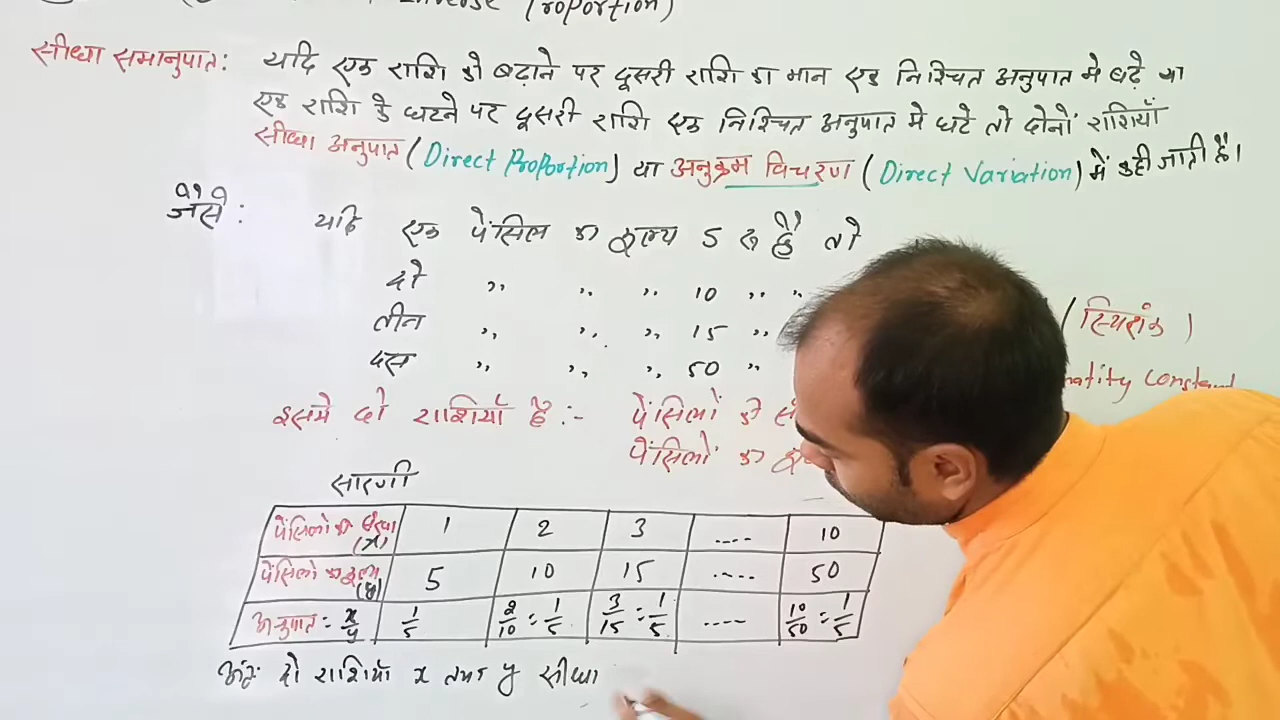 Inverse Proportion)
सीधा समानुपात: यदि एक राशि को बढ़ाने पर दूसरी राशि का मान एक निश्चित अनुपात मे बढ़े या
एक राशि के घटने पर दूसरी राशि एक निश्चित अनुपात मे घटे तो दोनों राशियाँ
सीधा अनुपात (Direct Proportion) या अनुक्रम विचरण (Direct Variation) में कही जाती हैं।
जैसे: यदि एक पेंसिल का मूल्य 5 रु हैं तो
दो ,, ,, ,, 10 ,, ,,
तीन ,, ,, ,, 15 ,,
(स्थिरांक)
दस ,, ,, ,, 50 ,,
Constant
इसमे दो राशियाँ हैं :- पेंसिलों की
पेंसिलों का
सारणी
पेंसिलो की संख्या (x) 1 2 3 .... 10
पेंसिलो का मूल्य (y) 5 10 15 .... 50
अनुपात = x/y 1/5 2/10 = 1/5 3/15 = 1/5 .... 10/50 = 1/5
अतः दो राशियाँ x तथा y सीधा